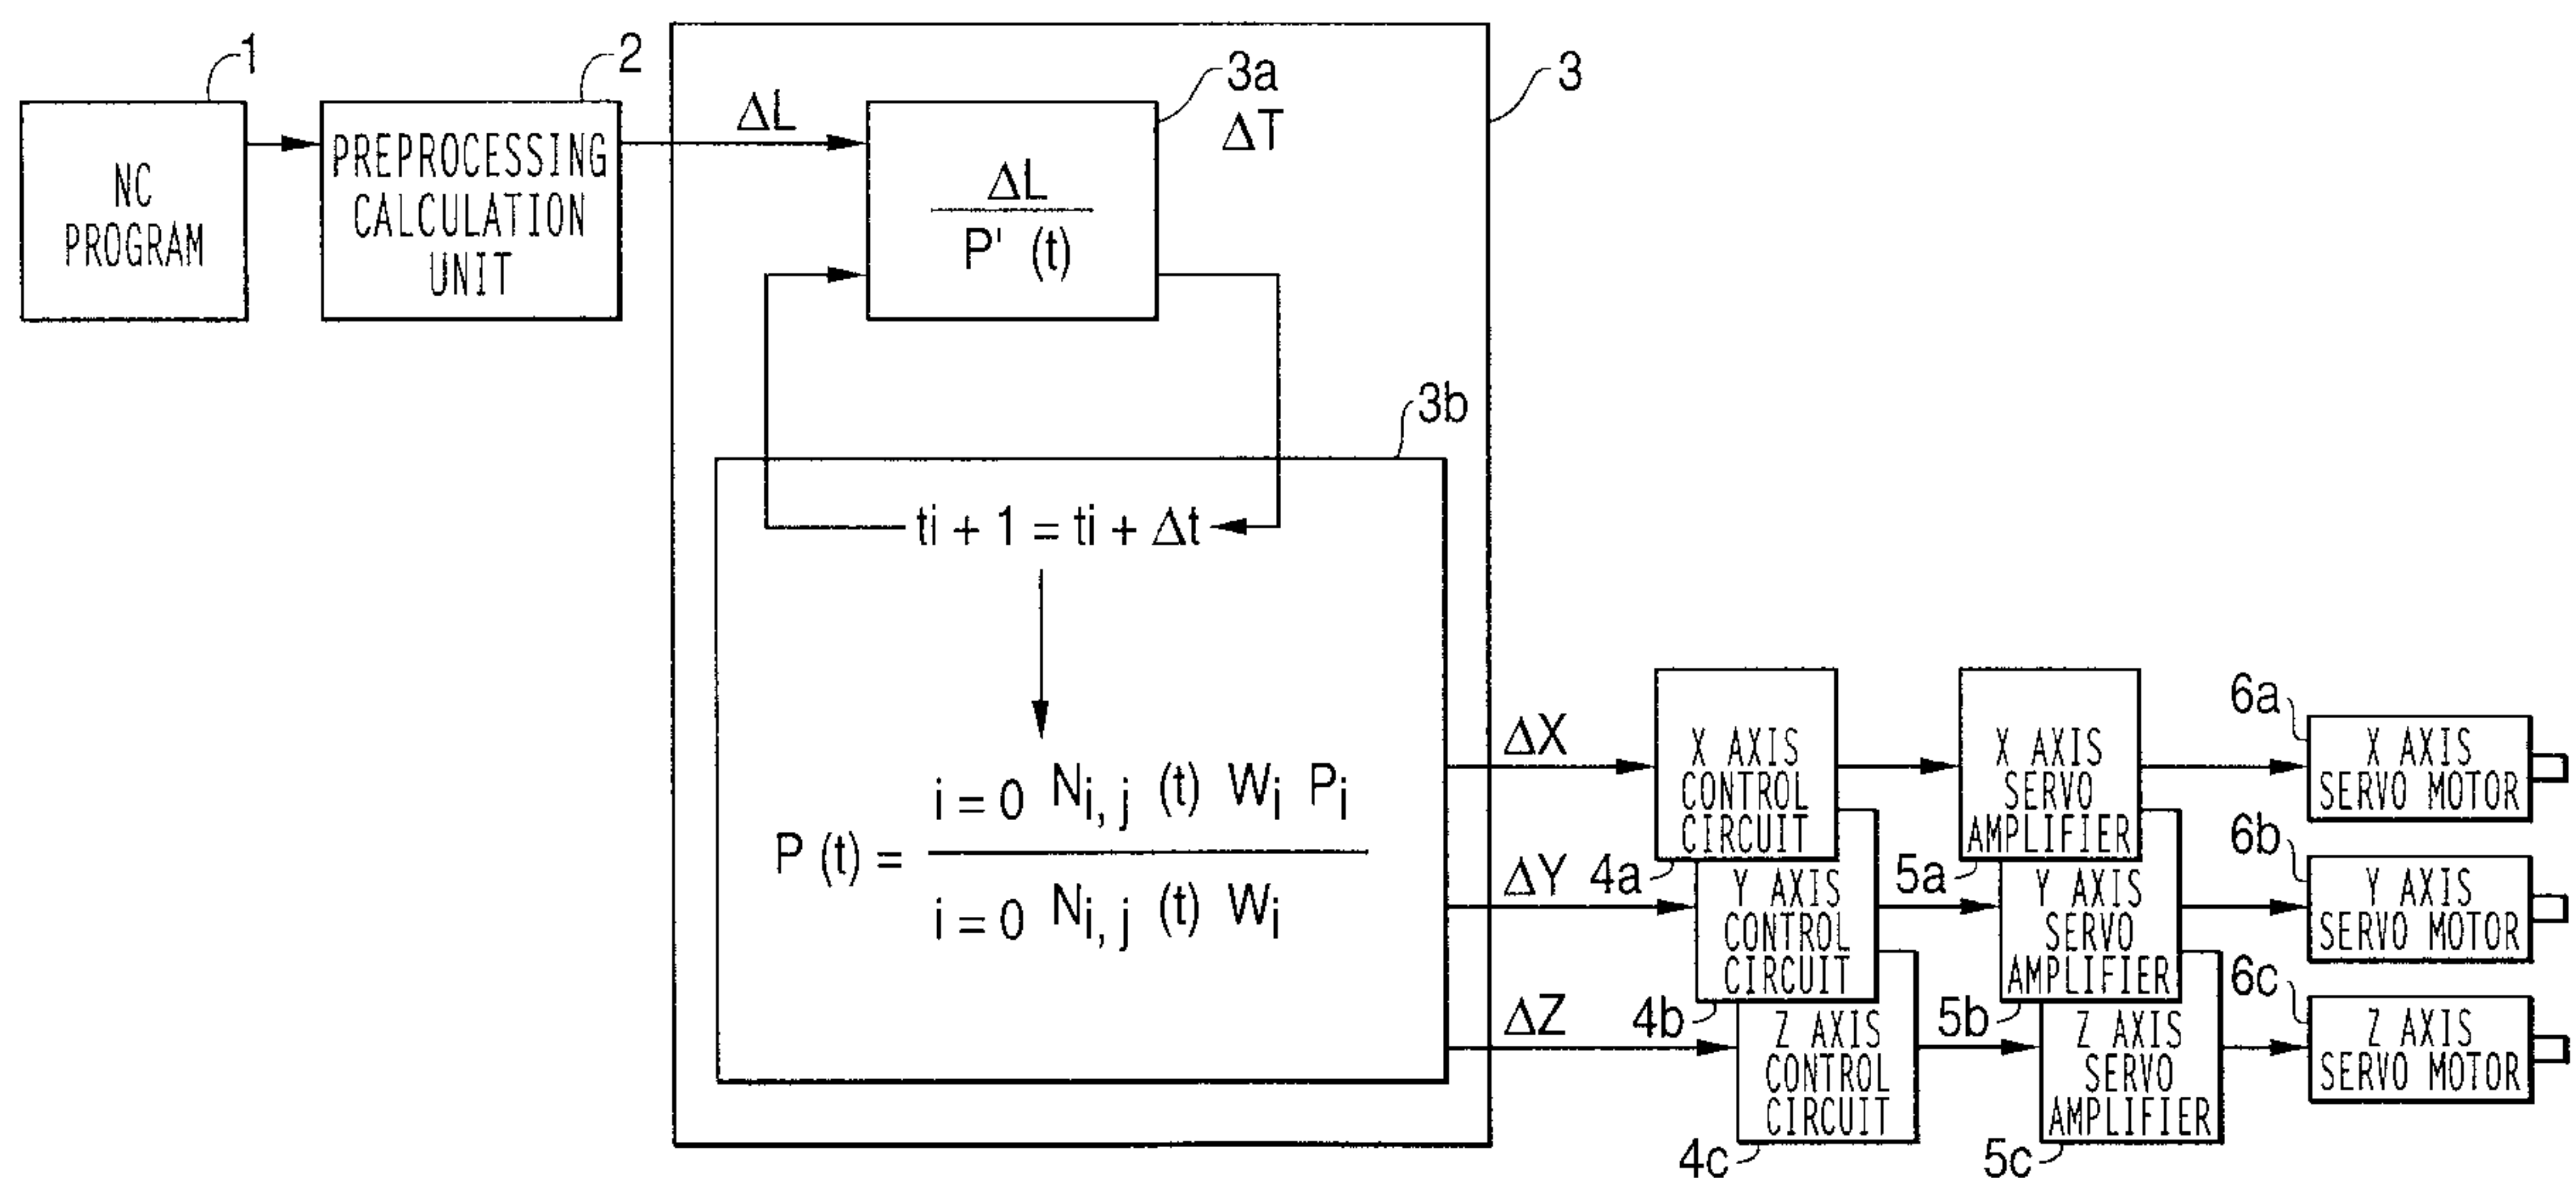 1
NC
PROGRAM
2
PREPROCESSING
CALCULATION
UNIT
ΔL
3
3a
ΔT
ΔL
P' (t)
3b
ti + 1 = ti + Δt
P (t) =
i = 0 Ni, j (t) Wi Pi
i = 0 Ni, j (t) Wi
ΔX
ΔY
ΔZ
4a
X AXIS
CONTROL
CIRCUIT
4b
Y AXIS
CONTROL
CIRCUIT
4c
Z AXIS
CONTROL
CIRCUIT
5a
X AXIS
SERVO
AMPLIFIER
5b
Y AXIS
SERVO
AMPLIFIER
5c
Z AXIS
SERVO
AMPLIFIER
6a
X AXIS
SERVO MOTOR
6b
Y AXIS
SERVO MOTOR
6c
Z AXIS
SERVO MOTOR